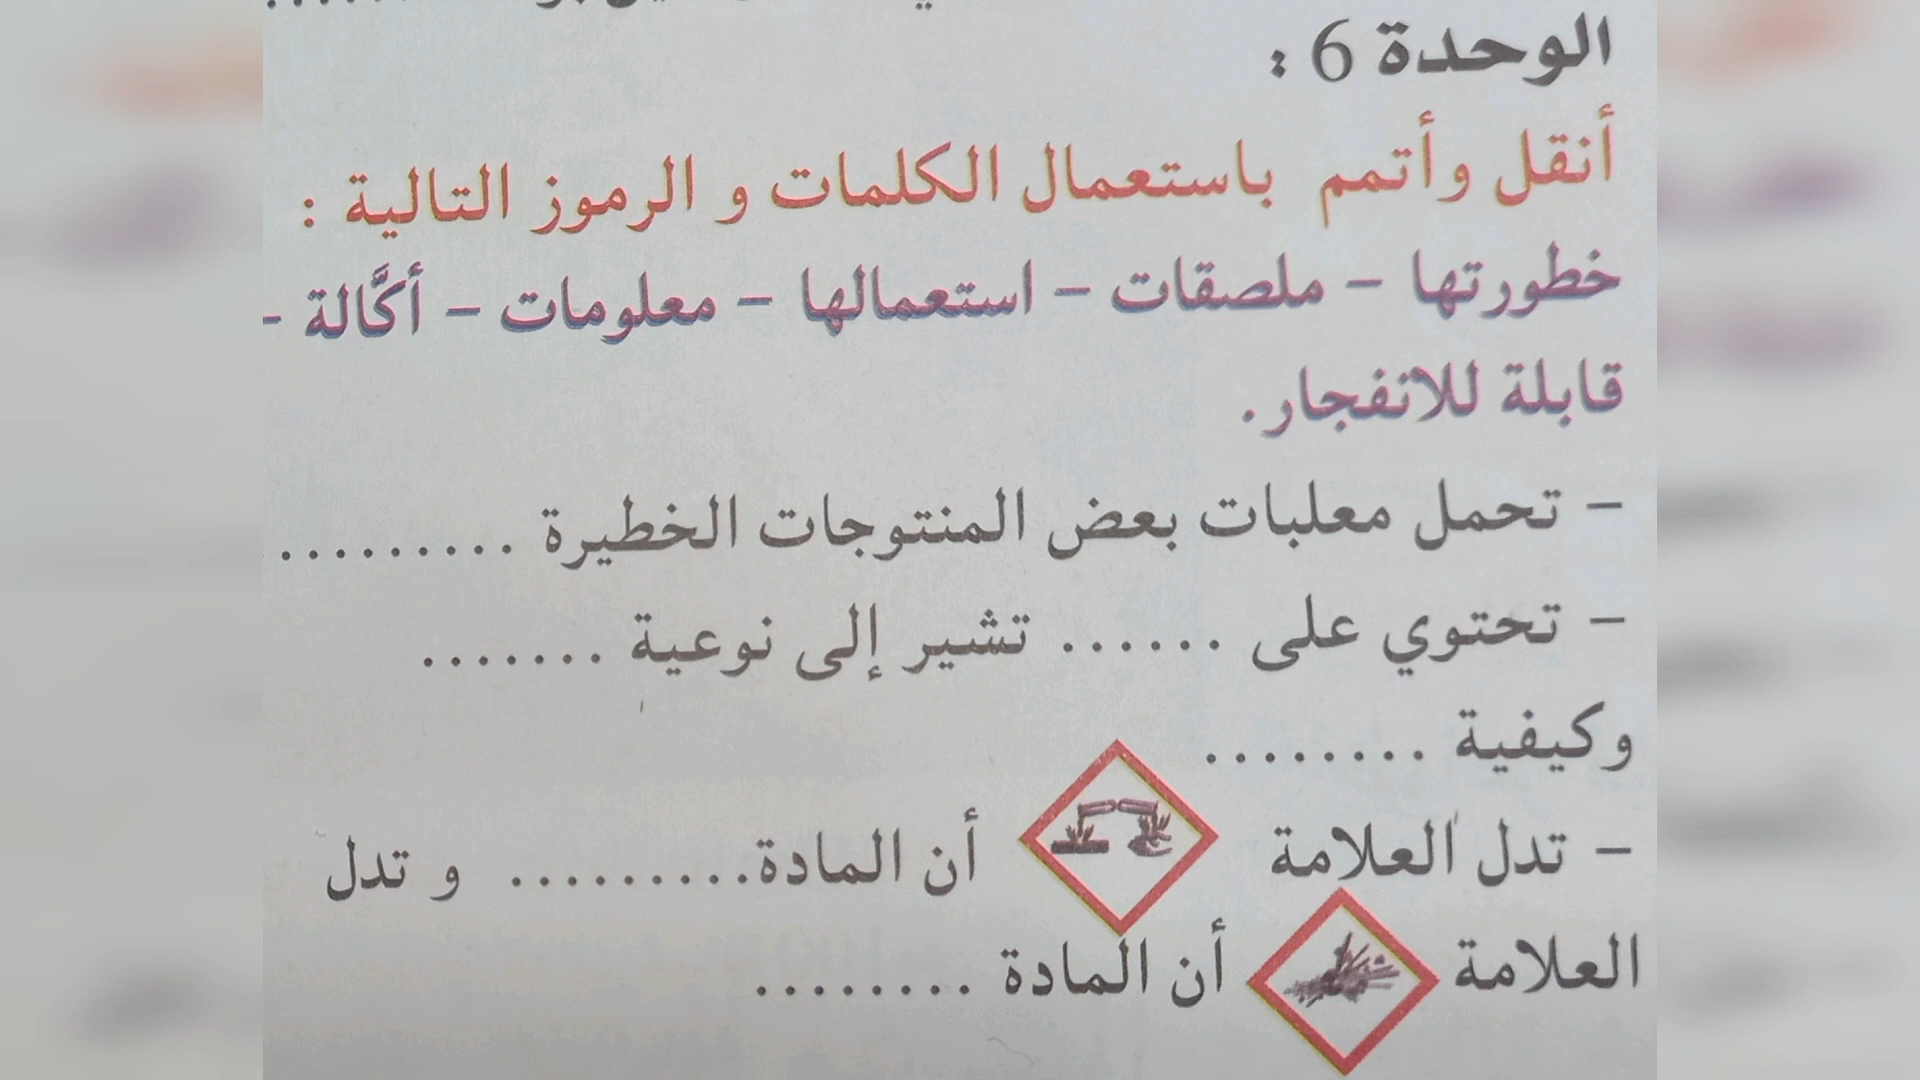 الوحدة 6 :
أنقل وأتمم باستعمال الكلمات و الرموز التالية :
خطورتها - ملصقات - استعمالها - معلومات - أكَّالة -
قابلة للانفجار.
- تحمل معلبات بعض المنتوجات الخطيرة ..........
- تحتوي على ...... تشير إلى نوعية .......
وكيفية ........
- تدل العلامة أن المادة.......... و تدل
العلامة أن المادة ........